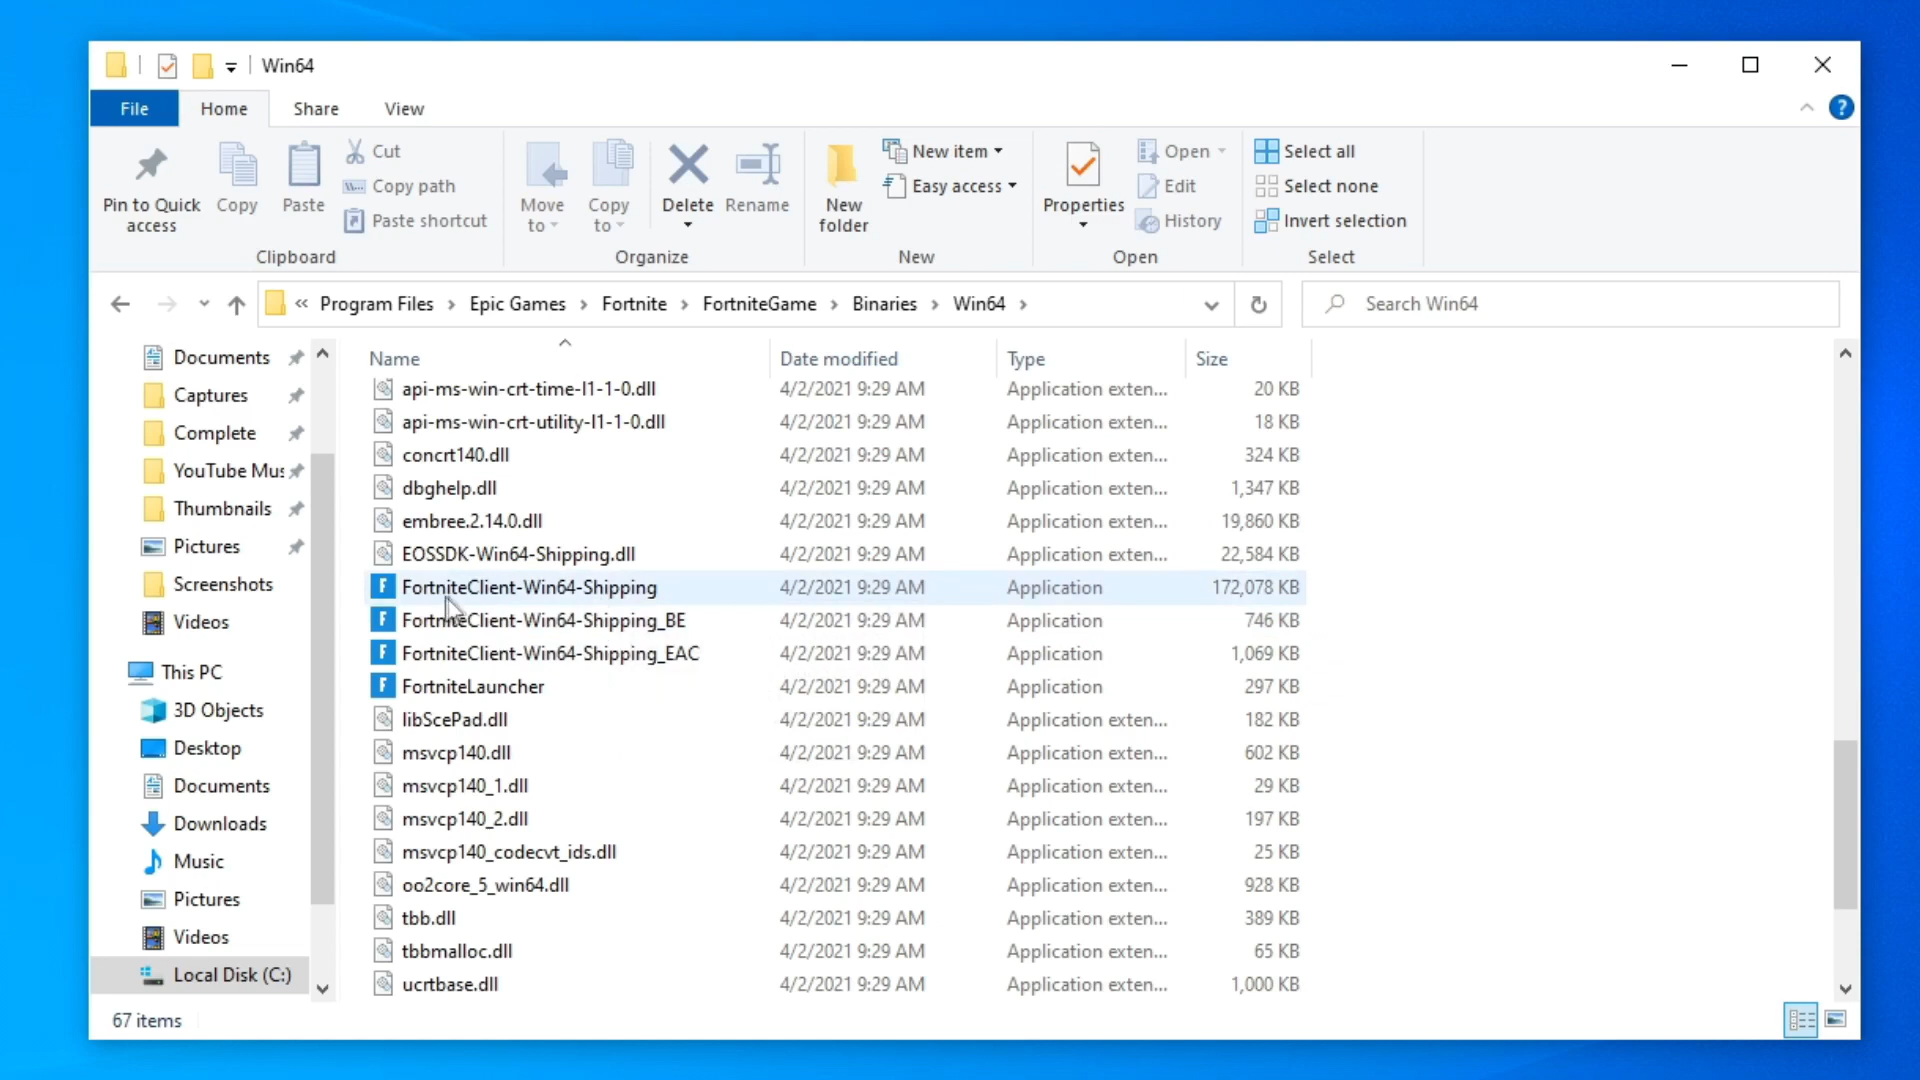 Win64
File Home Share View
Pin to Quick access
Copy
Paste
Cut
Copy path
Paste shortcut
Clipboard
Move to
Copy to
Delete
Rename
Organize
New folder
New item
Easy access
New
Properties
Open
Edit
History
Open
Select all
Select none
Invert selection
Select
« Program Files › Epic Games › Fortnite › FortniteGame › Binaries › Win64 ›
Search Win64
Documents
Captures
Complete
YouTube Mus
Thumbnails
Pictures
Screenshots
Videos
This PC
3D Objects
Desktop
Documents
Downloads
Music
Pictures
Videos
Local Disk (C:)
Name Date modified Type Size
api-ms-win-crt-time-l1-1-0.dll 4/2/2021 9:29 AM Application exten... 20 KB
api-ms-win-crt-utility-l1-1-0.dll 4/2/2021 9:29 AM Application exten... 18 KB
concrt140.dll 4/2/2021 9:29 AM Application exten... 324 KB
dbghelp.dll 4/2/2021 9:29 AM Application exten... 1,347 KB
embree.2.14.0.dll 4/2/2021 9:29 AM Application exten... 19,860 KB
EOSSDK-Win64-Shipping.dll 4/2/2021 9:29 AM Application exten... 22,584 KB
F FortniteClient-Win64-Shipping 4/2/2021 9:29 AM Application 172,078 KB
F FortniteClient-Win64-Shipping_BE 4/2/2021 9:29 AM Application 746 KB
F FortniteClient-Win64-Shipping_EAC 4/2/2021 9:29 AM Application 1,069 KB
F FortniteLauncher 4/2/2021 9:29 AM Application 297 KB
libScePad.dll 4/2/2021 9:29 AM Application exten... 182 KB
msvcp140.dll 4/2/2021 9:29 AM Application exten... 602 KB
msvcp140_1.dll 4/2/2021 9:29 AM Application exten... 29 KB
msvcp140_2.dll 4/2/2021 9:29 AM Application exten... 197 KB
msvcp140_codecvt_ids.dll 4/2/2021 9:29 AM Application exten... 25 KB
oo2core_5_win64.dll 4/2/2021 9:29 AM Application exten... 928 KB
tbb.dll 4/2/2021 9:29 AM Application exten... 389 KB
tbbmalloc.dll 4/2/2021 9:29 AM Application exten... 65 KB
ucrtbase.dll 4/2/2021 9:29 AM Application exten... 1,000 KB
67 items